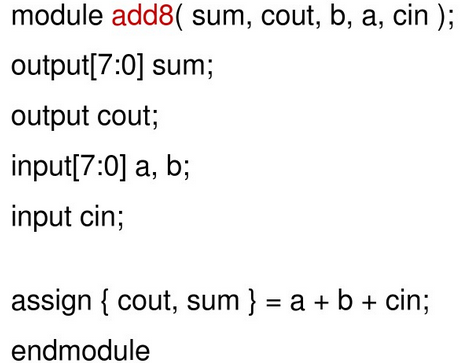 module add8( sum, cout, b, a, cin );
output[7:0] sum;
output cout;
input[7:0] a, b;
input cin;
assign { cout, sum } = a + b + cin;
endmodule